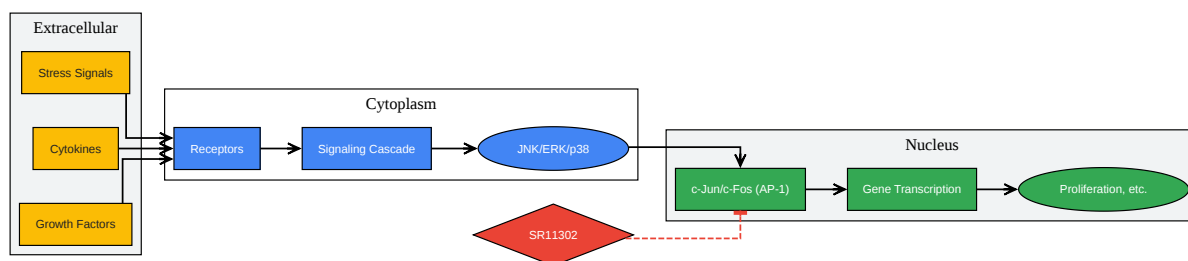 Extracellular
Stress Signals
Cytokines
Growth Factors
Cytoplasm
Receptors
Signaling Cascade
JNK/ERK/p38
Nucleus
c-Jun/c-Fos (AP-1)
Gene Transcription
Proliferation, etc.
SR11302